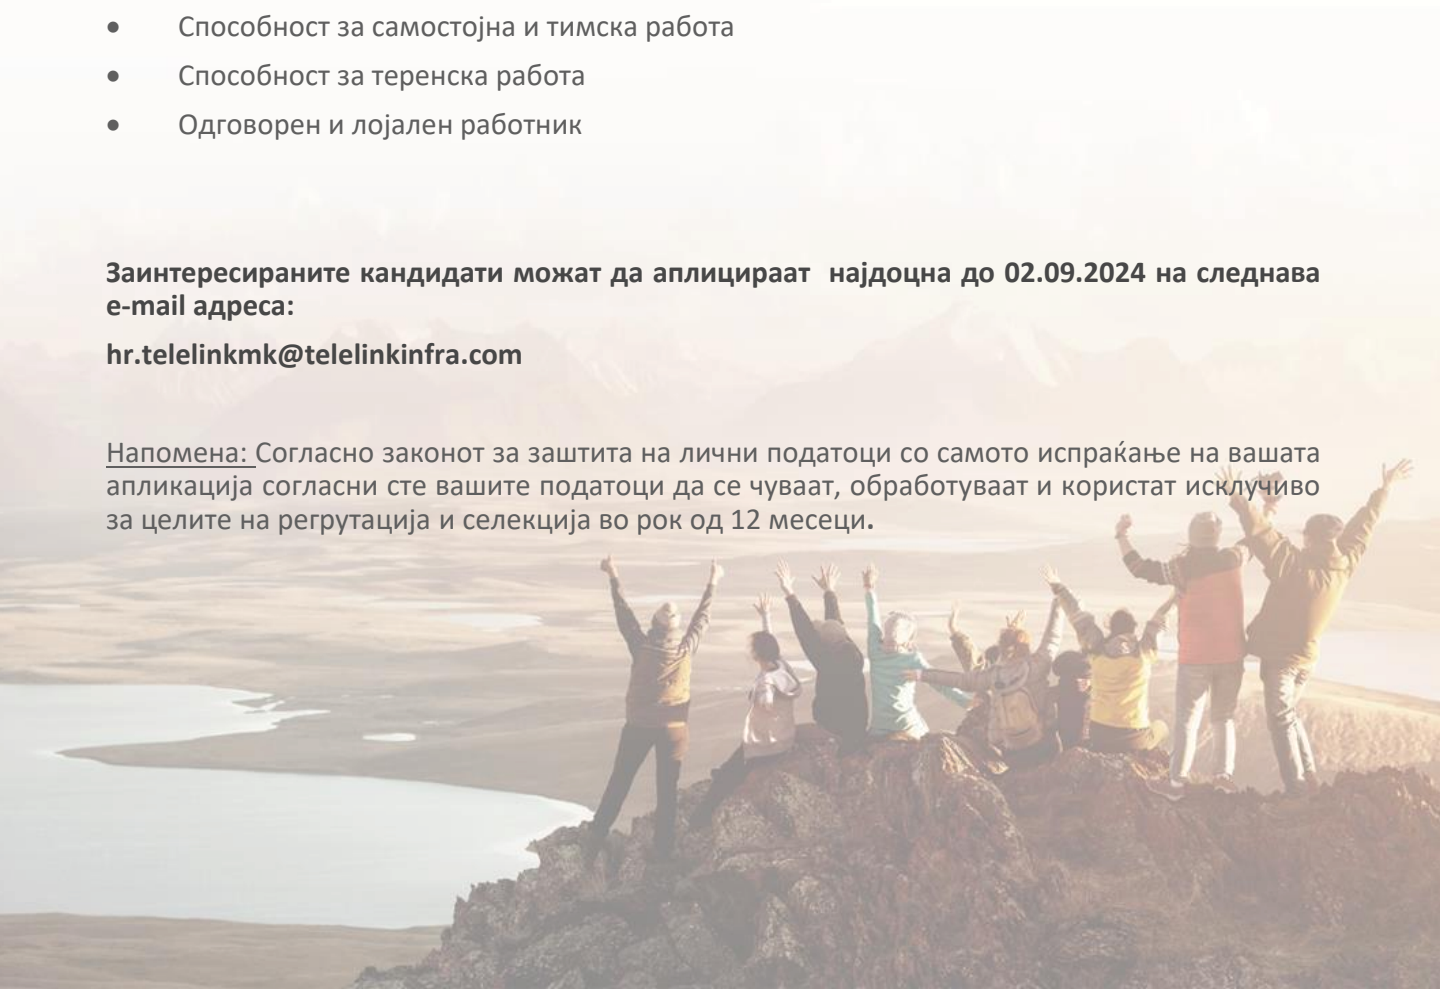 • Способност за самостојна и тимска работа
• Способност за теренска работа
• Одговорен и лојален работник
Заинтересираните кандидати можат да аплицираат  најдоцна до 02.09.2024 на следнава
e-mail адреса:
hr.telelinkmk@telelinkinfra.com
Напомена: Согласно законот за заштита на лични податоци со самото испраќање на вашата
апликација согласни сте вашите податоци да се чуваат, обработуваат и користат исклучиво
за целите на регрутација и селекција во рок од 12 месеци.